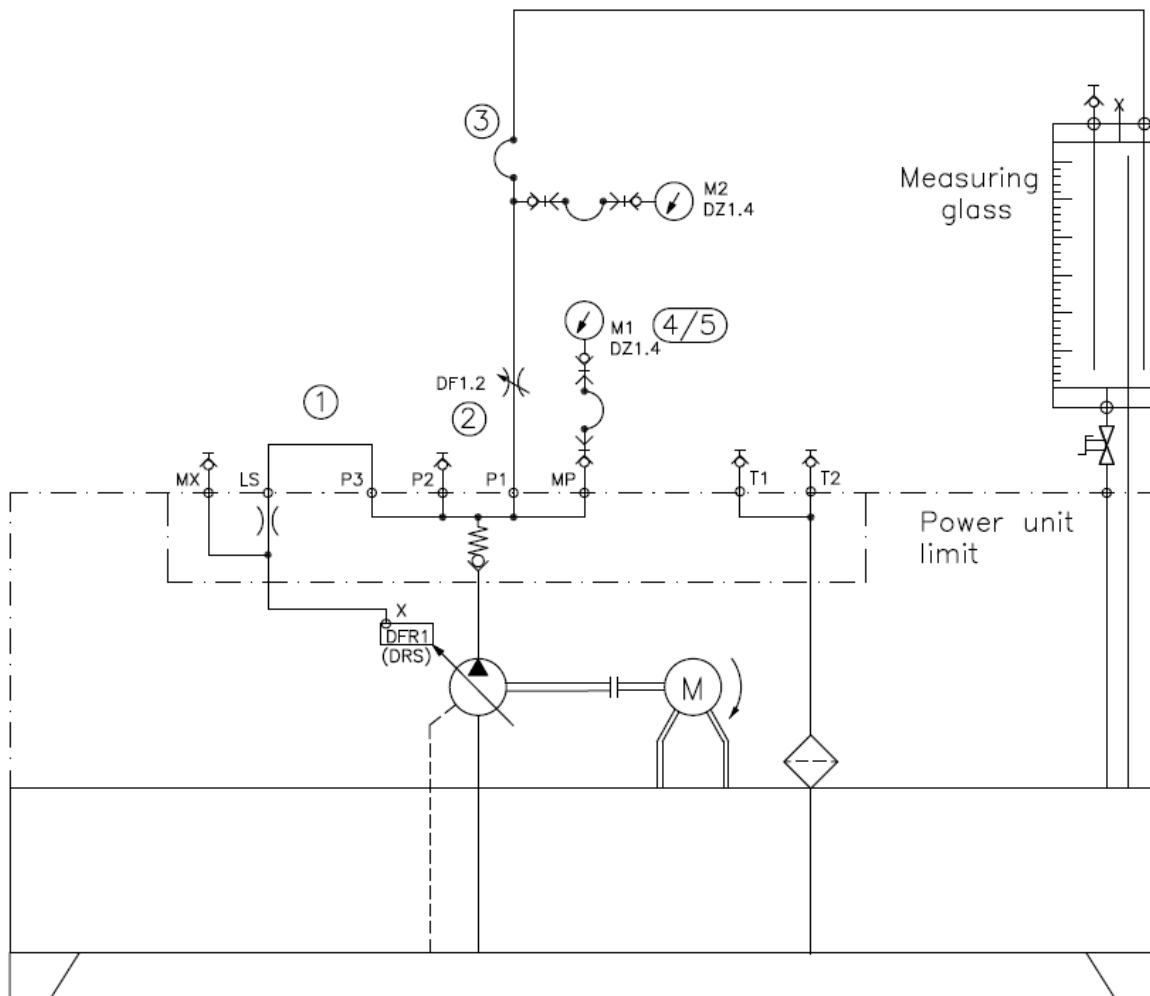 3
X
M2
DZ1.4
Measuring
glass
M1
4/5
DZ1.4
DF1.2
1
2
MX
LS
P3
P2
P1
MP
T1
T2
Power unit
limit
X
DFR1
(DRS)
M